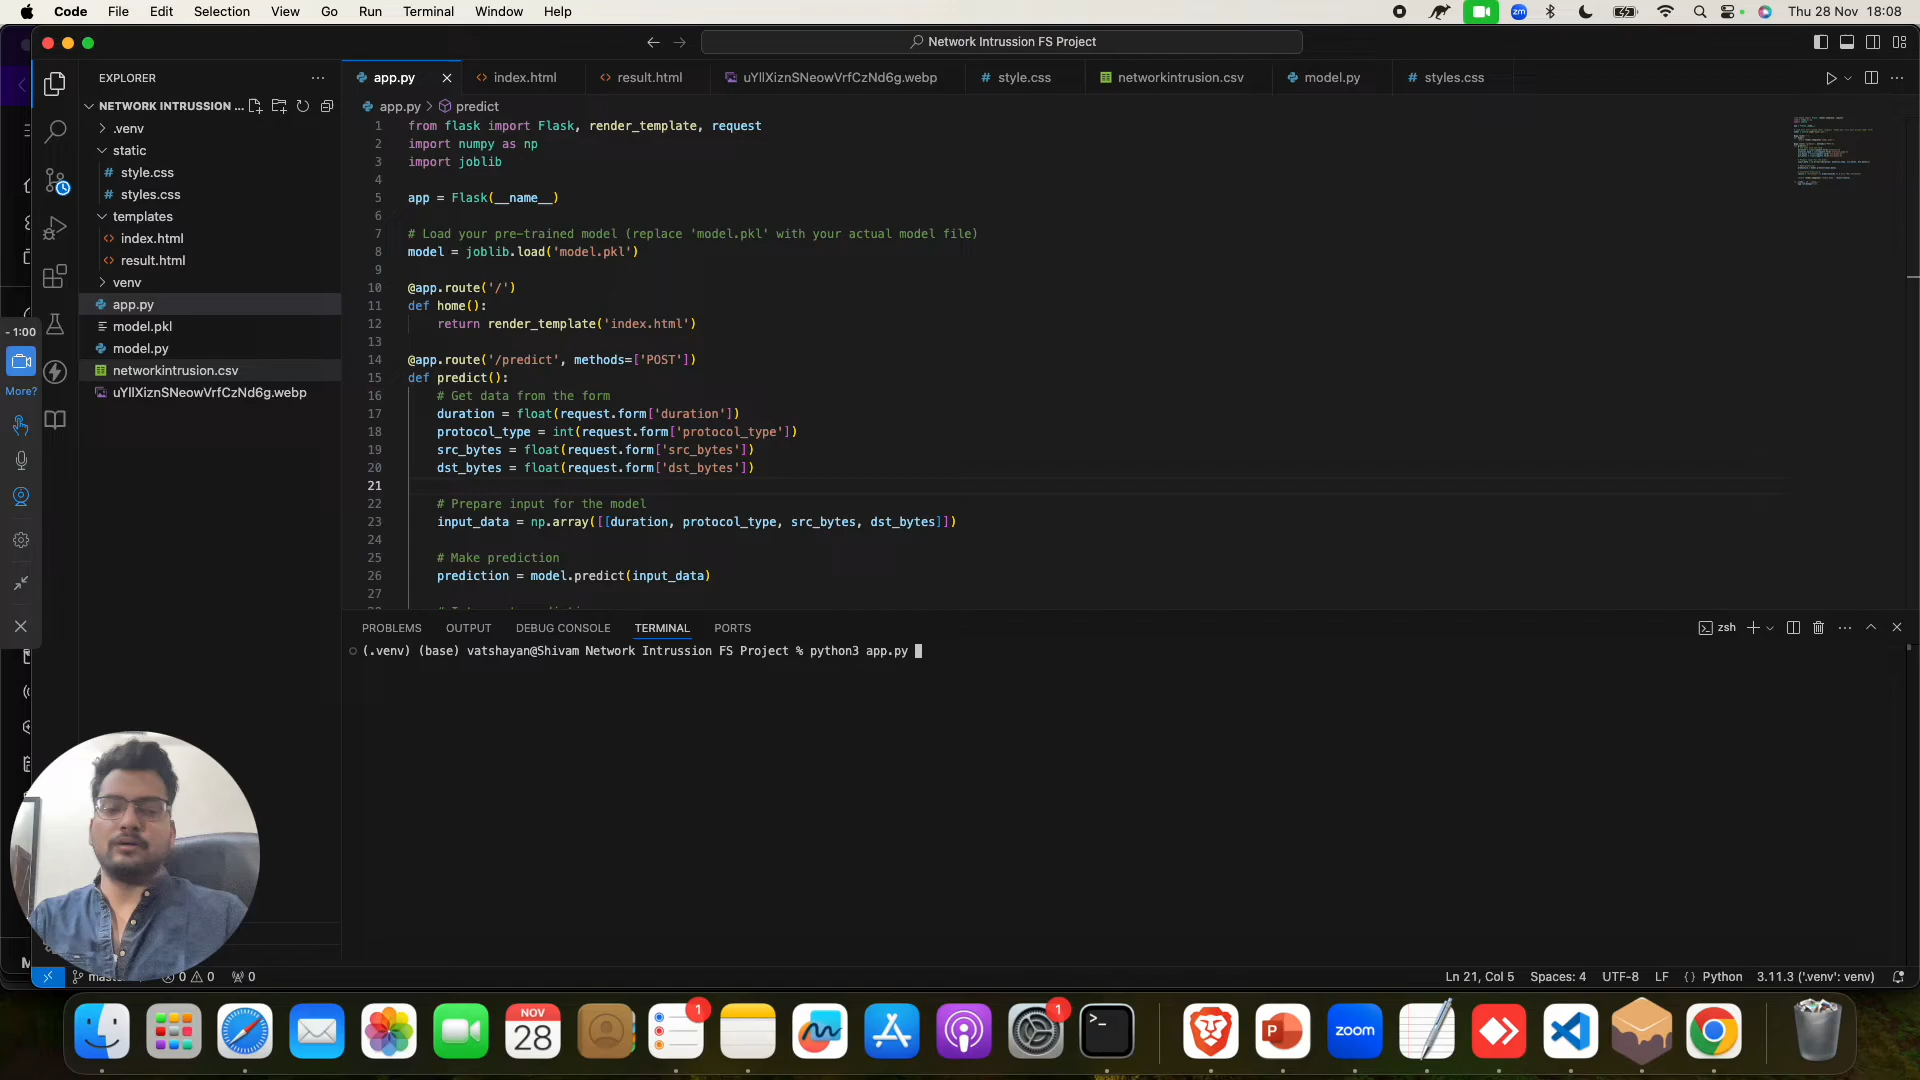 Code File Edit Selection View Go Run Terminal Window Help
zm
Thu 28 Nov 18:08
Network Intrussion FS Project
EXPLORER
NETWORK INTRUSSION ...
.venv
static
style.css
styles.css
templates
index.html
result.html
venv
app.py
model.pkl
model.py
networkintrusion.csv
uYllXiznSNeowVrfCzNd6g.webp
- 1:00
More?
app.py index.html result.html uYllXiznSNeowVrfCzNd6g.webp style.css networkintrusion.csv model.py styles.css
app.py > predict
1 from flask import Flask, render_template, request
2 import numpy as np
3 import joblib
4
5 app = Flask(__name__)
6
7 # Load your pre-trained model (replace 'model.pkl' with your actual model file)
8 model = joblib.load('model.pkl')
9
10 @app.route('/')
11 def home():
12 return render_template('index.html')
13
14 @app.route('/predict', methods=['POST'])
15 def predict():
16 # Get data from the form
17 duration = float(request.form['duration'])
18 protocol_type = int(request.form['protocol_type'])
19 src_bytes = float(request.form['src_bytes'])
20 dst_bytes = float(request.form['dst_bytes'])
21
22 # Prepare input for the model
23 input_data = np.array([[duration, protocol_type, src_bytes, dst_bytes]])
24
25 # Make prediction
26 prediction = model.predict(input_data)
27
PROBLEMS OUTPUT DEBUG CONSOLE TERMINAL PORTS
zsh
(.venv) (base) vatshayan@Shivam Network Intrussion FS Project % python3 app.py
0 0 0
Ln 21, Col 5 Spaces: 4 UTF-8 LF {} Python 3.11.3 ('.venv': venv)
NOV
28
1
1
>_
P
zoom